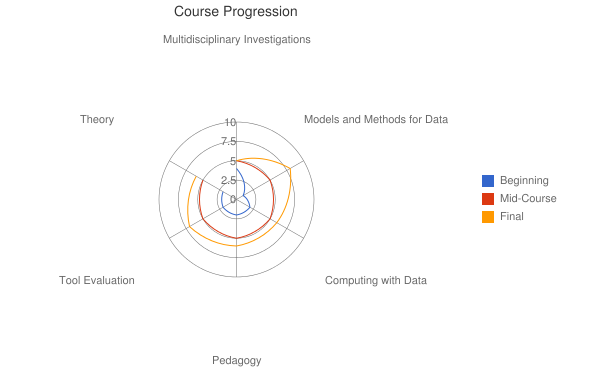 Course Progression
Multidisciplinary Investigations
Theory
Models and Methods for Data
10
7.5
5
2.5
0
Beginning
Mid-Course
Final
Tool Evaluation
Computing with Data
Pedagogy